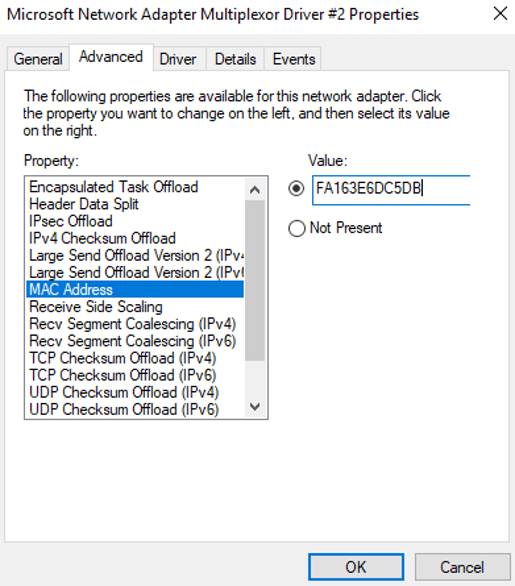 Microsoft Network Adapter Multiplexor Driver #2 Properties
General
Advanced
Driver
Details
Events
The following properties are available for this network adapter. Click
the property you want to change on the left, and then select its value
on the right.
Property:
Encapsulated Task Offload
Header Data Split
IPsec Offload
IPv4 Checksum Offload
Large Send Offload Version 2 (IPv4
Large Send Offload Version 2 (IPv6
MAC Address
Receive Side Scaling
Recv Segment Coalescing (IPv4)
Recv Segment Coalescing (IPv6)
TCP Checksum Offload (IPv4)
TCP Checksum Offload (IPv6)
UDP Checksum Offload (IPv4)
UDP Checksum Offload (IPv6)
Value:
FA163E6DC5DB
Not Present
OK
Cancel